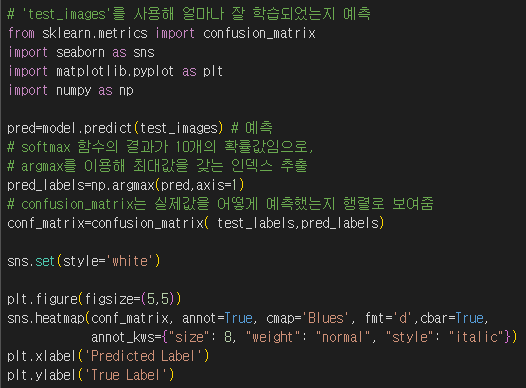 # 'test_images'를 사용해 얼마나 잘 학습되었는지 예측
from sklearn.metrics import confusion_matrix
import seaborn as sns
import matplotlib.pyplot as plt
import numpy as np
pred=model.predict(test_images) # 예측
# softmax 함수의 결과가 10개의 확률값임으로,
# argmax를 이용해 최대값을 갖는 인덱스 추출
pred_labels=np.argmax(pred,axis=1)
# confusion_matrix는 실제값을 어떻게 예측했는지 행렬로 보여줌
conf_matrix=confusion_matrix( test_labels,pred_labels)
sns.set(style='white')
plt.figure(figsize=(5,5))
sns.heatmap(conf_matrix, annot=True, cmap='Blues', fmt='d',cbar=True,
annot_kws={"size": 8, "weight": "normal", "style": "italic"})
plt.xlabel('Predicted Label')
plt.ylabel('True Label')